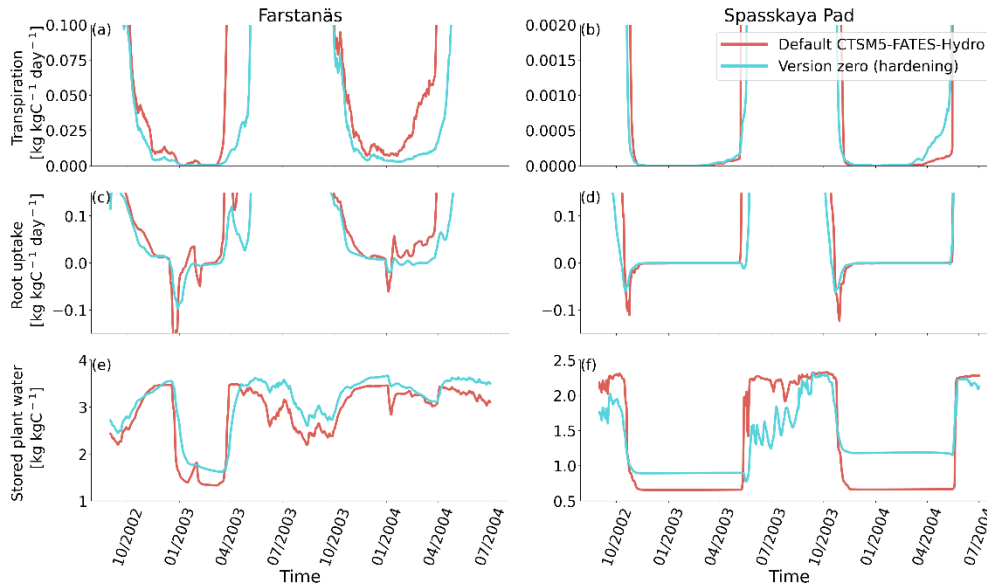 Farstanäs
Spasskaya Pad
(a)
0.100
0.075
0.050
0.025
0.000
Transpiration
[kg kgC⁻¹ day⁻¹]
(b)
0.0020
0.0015
0.0010
0.0005
0.0000
Default CTSM5-FATES-Hydro
Version zero (hardening)
(c)
0.1
0.0
−0.1
Root uptake
[kg kgC⁻¹ day⁻¹]
(d)
0.1
0.0
−0.1
(e)
4
3
2
1
Stored plant water
[kg kgC⁻¹]
(f)
2.5
2.0
1.5
1.0
0.5
10/2002
01/2003
04/2003
07/2003
10/2003
01/2004
04/2004
07/2004
Time
10/2002
01/2003
04/2003
07/2003
10/2003
01/2004
04/2004
07/2004
Time